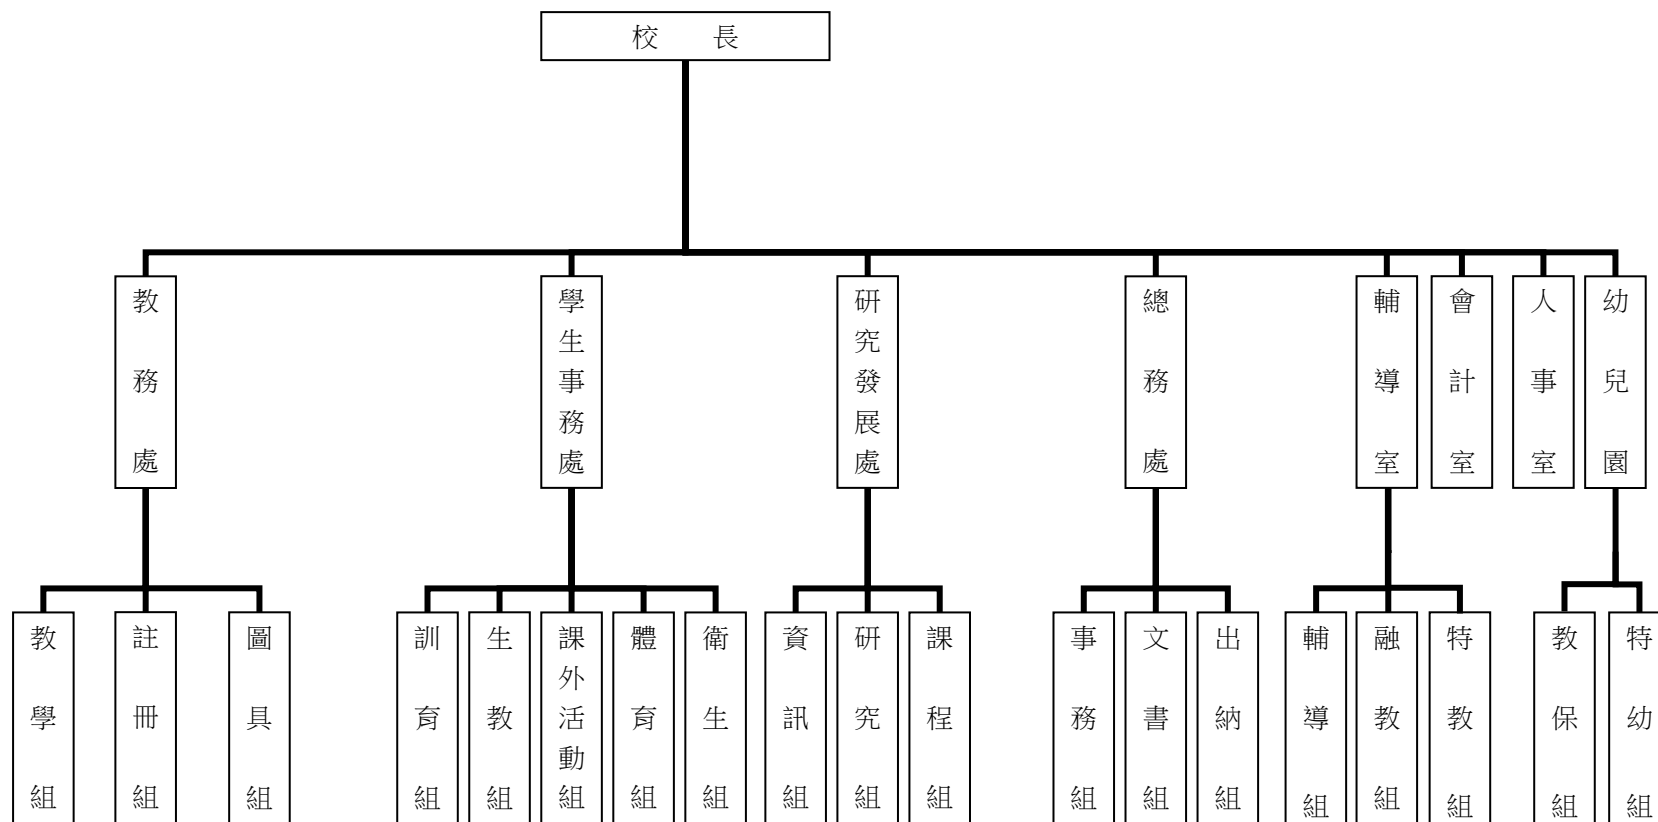 校長
教務處
學生事務處
研究發展處
總務處
輔導室
會計室
人事室
幼兒園
教學組
註冊組
圖具組
訓育組
生教組
課外活動組
體育組
衛生組
資訊組
研究組
課程組
事務組
文書組
出納組
輔導組
融教組
特教組
教保組
特幼組